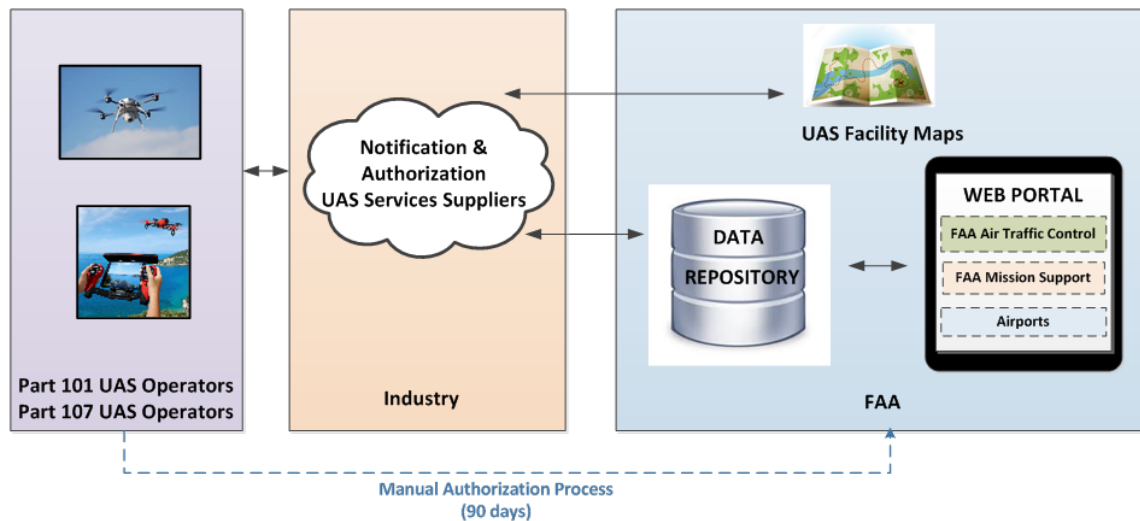 Notification &
Authorization
UAS Services Suppliers
UAS Facility Maps
WEB PORTAL
FAA Air Traffic Control
FAA Mission Support
Airports
DATA
REPOSITORY
Part 101 UAS Operators
Part 107 UAS Operators
Industry
FAA
Manual Authorization Process
(90 days)